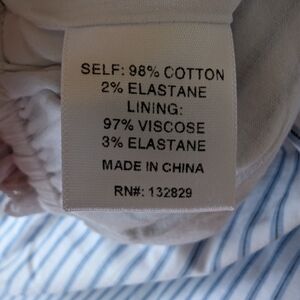 SELF: 98% COTTON
2% ELASTANE
LINING:
97% VISCOSE
3% ELASTANE
MADE IN CHINA
RN#: 132829